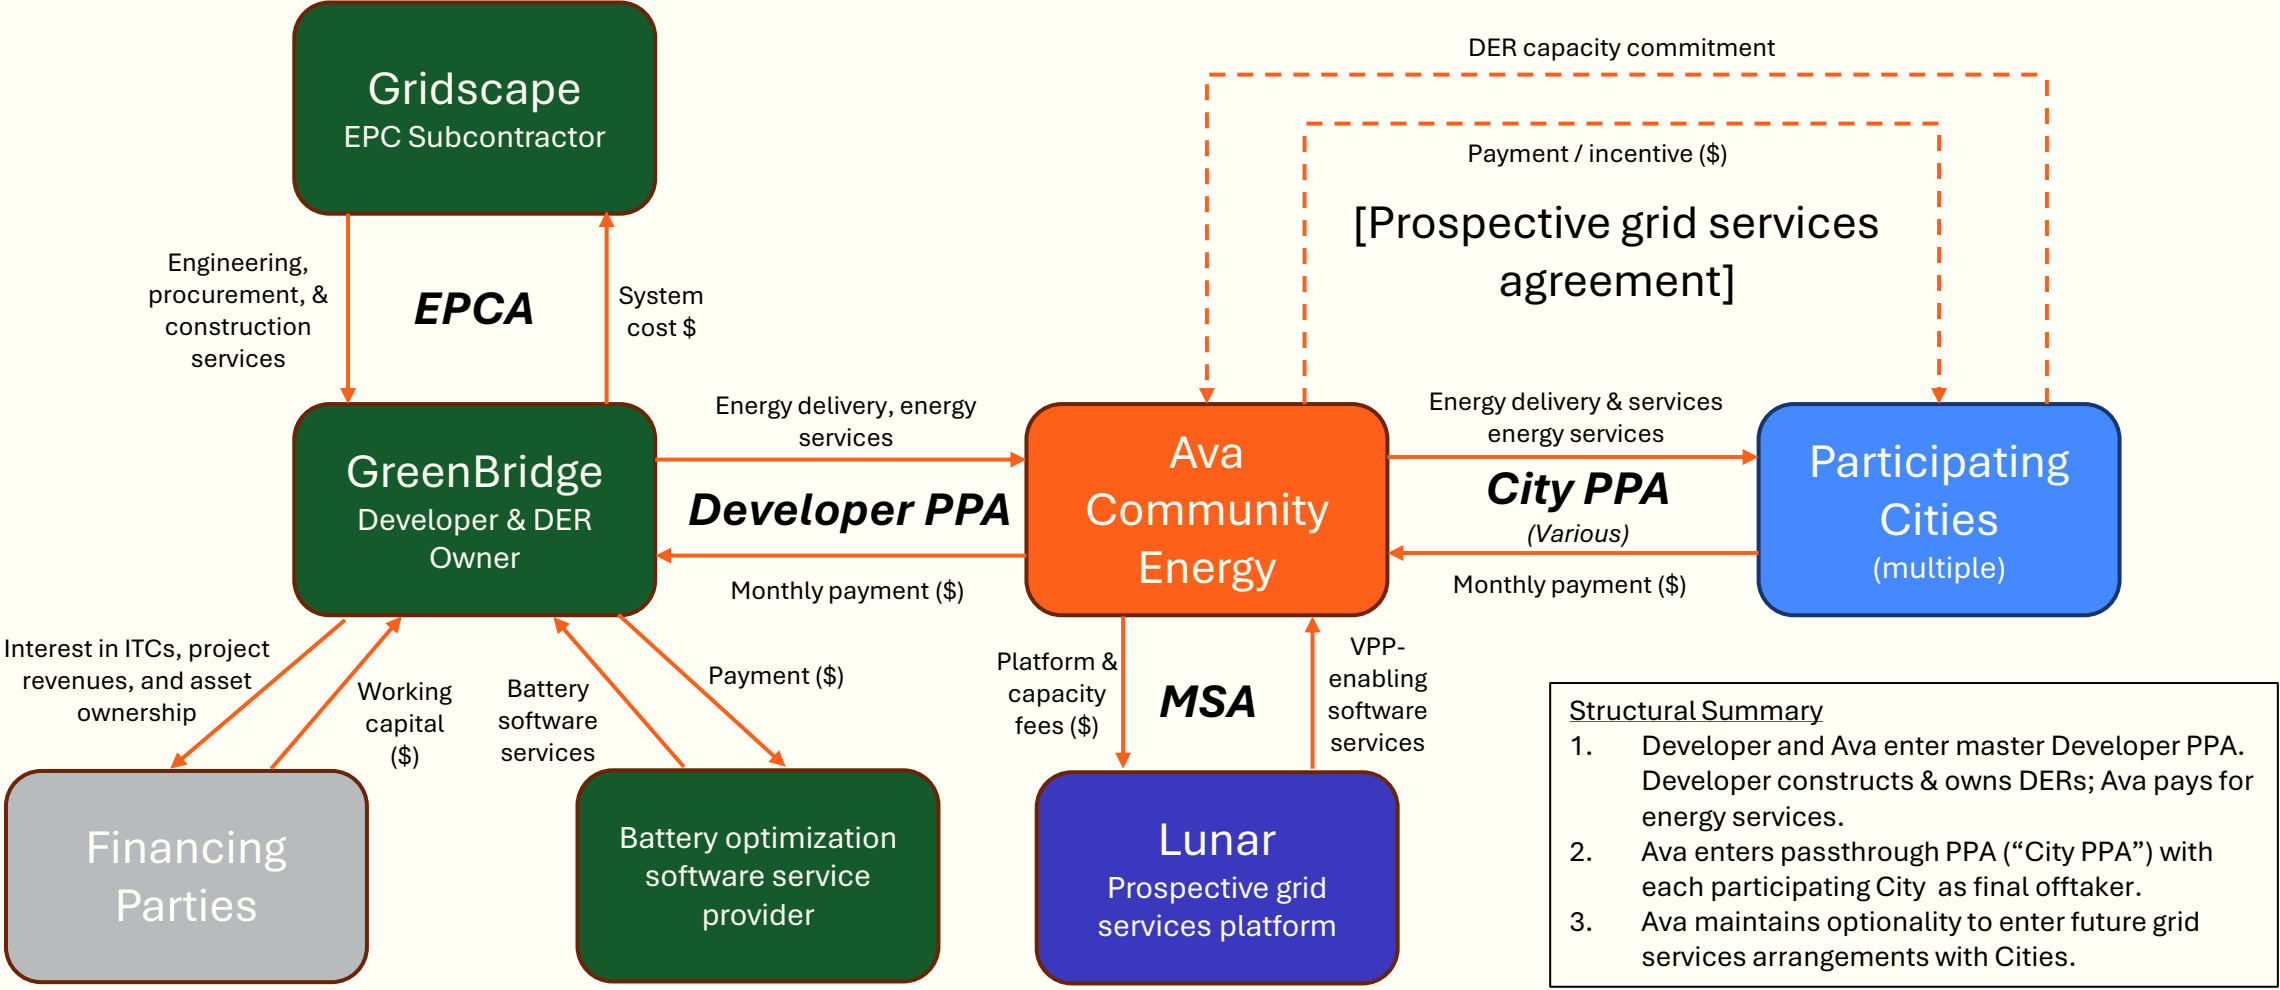 DER capacity commitment
Gridscape
EPC Subcontractor
Payment / incentive ($)
[Prospective grid services
agreement]
Engineering,
procurement, &
construction
services
EPCA
System
cost $
Energy delivery, energy
services
Energy delivery & services
energy services
GreenBridge
Developer & DER
Owner
Developer PPA
Ava
Community
Energy
City PPA
(Various)
Participating
Cities
(multiple)
Monthly payment ($)
Monthly payment ($)
Interest in ITCs, project
revenues, and asset
ownership
Working
capital
($)
Battery
software
services
Payment ($)
Platform &
capacity
fees ($)
MSA
VPP-
enabling
software
services
Financing
Parties
Battery optimization
software service
provider
Lunar
Prospective grid
services platform
Structural Summary
1. Developer and Ava enter master Developer PPA.
Developer constructs & owns DERs; Ava pays for
energy services.
2. Ava enters passthrough PPA (“City PPA”) with
each participating City as final offtaker.
3. Ava maintains optionality to enter future grid
services arrangements with Cities.